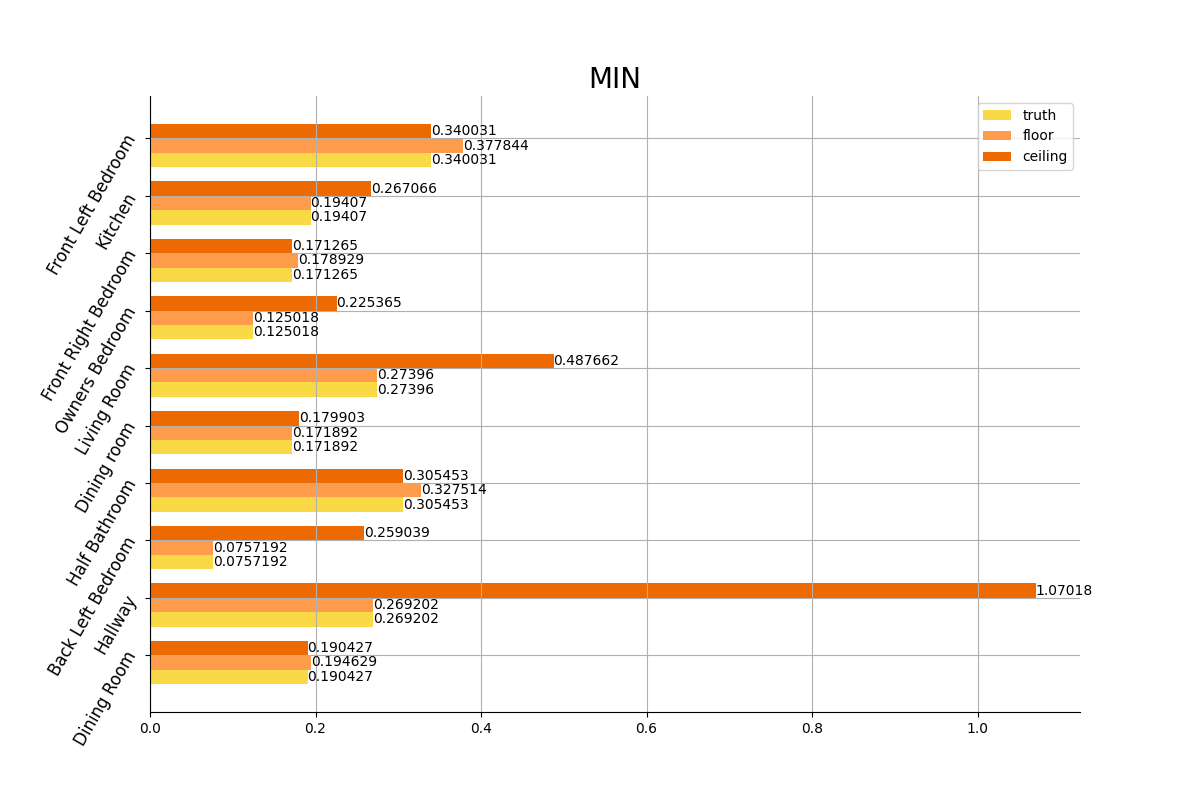 MIN
truth
floor
ceiling
Front Left Bedroom
0.340031
0.377844
0.340031
Kitchen
0.267066
0.19407
0.19407
Front Right Bedroom
0.171265
0.178929
0.171265
Owners Bedroom
0.225365
0.125018
0.125018
Living Room
0.487662
0.27396
0.27396
Dining room
0.179903
0.171892
0.171892
Half Bathroom
0.305453
0.327514
0.305453
Back Left Bedroom
0.259039
0.0757192
0.0757192
Hallway
1.07018
0.269202
0.269202
Dining Room
0.190427
0.194629
0.190427
0.0 0.2 0.4 0.6 0.8 1.0